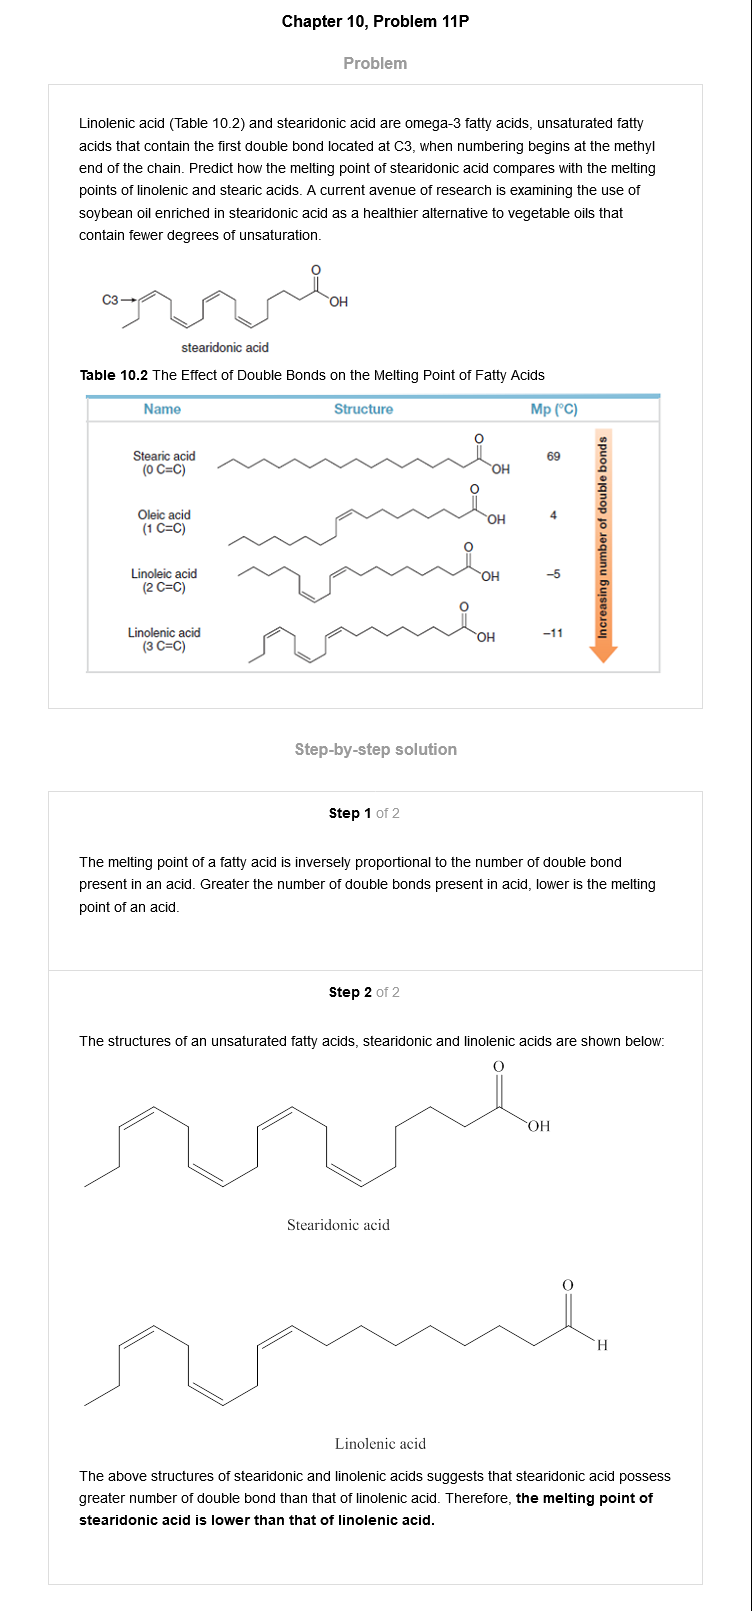 Chapter 10, Problem 11P
Problem
Linolenic acid (Table 10.2) and stearidonic acid are omega-3 fatty acids, unsaturated fatty
acids that contain the first double bond located at C3, when numbering begins at the methyl
end of the chain. Predict how the melting point of stearidonic acid compares with the melting
points of linolenic and stearic acids. A current avenue of research is examining the use of
soybean oil enriched in stearidonic acid as a healthier alternative to vegetable oils that
contain fewer degrees of unsaturation.
O
C3
OH
stearidonic acid
Table 10.2 The Effect of Double Bonds on the Melting Point of Fatty Acids
Name Structure Mp (°C)
Stearic acid
(0 C=C)
O
OH
69
Oleic acid
(1 C=C)
O
OH
4
Linoleic acid
(2 C=C)
O
OH
–5
Linolenic acid
(3 C=C)
O
OH
–11
Increasing number of double bonds
Step-by-step solution
Step 1 of 2
The melting point of a fatty acid is inversely proportional to the number of double bond
present in an acid. Greater the number of double bonds present in acid, lower is the melting
point of an acid.
Step 2 of 2
The structures of an unsaturated fatty acids, stearidonic and linolenic acids are shown below:
O
OH
Stearidonic acid
O
H
Linolenic acid
The above structures of stearidonic and linolenic acids suggests that stearidonic acid possess
greater number of double bond than that of linolenic acid. Therefore, the melting point of
stearidonic acid is lower than that of linolenic acid.